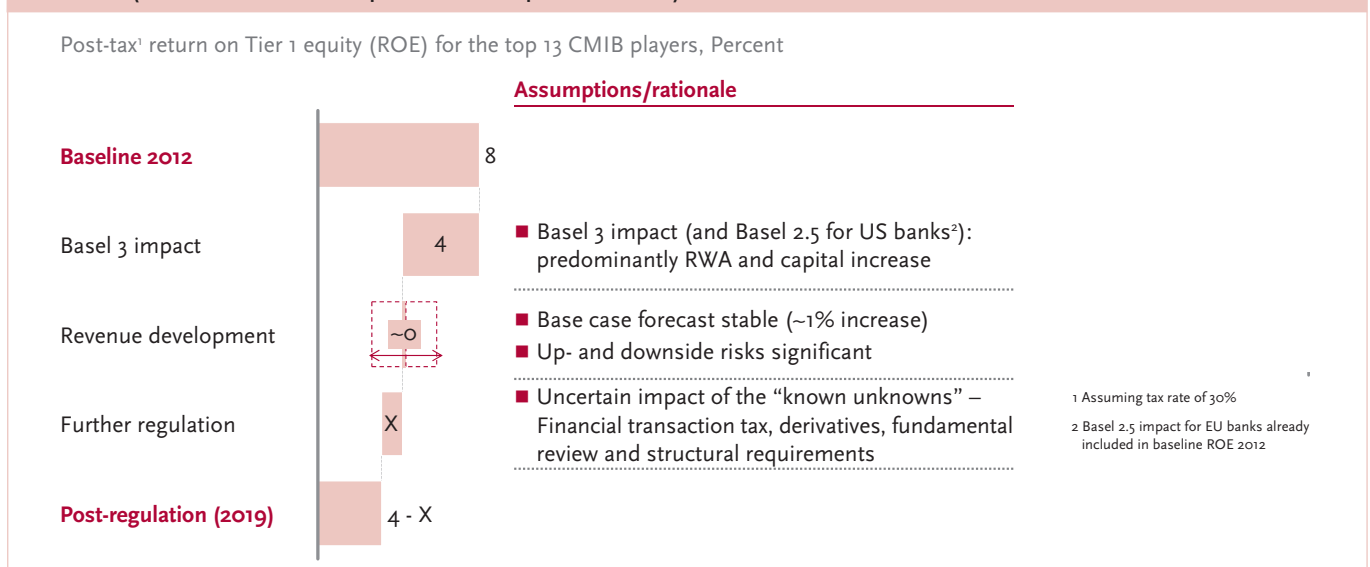 Post-tax¹ return on Tier 1 equity (ROE) for the top 13 CMIB players, Percent
Assumptions/rationale
Baseline 2012
8
Basel 3 impact
4
■ Basel 3 impact (and Basel 2.5 for US banks²):
predominantly RWA and capital increase
Revenue development
~0
■ Base case forecast stable (~1% increase)
■ Up- and downside risks significant
Further regulation
X
■ Uncertain impact of the “known unknowns” –
Financial transaction tax, derivatives, fundamental
review and structural requirements
Post-regulation (2019)
4 - X
1 Assuming tax rate of 30%
2 Basel 2.5 impact for EU banks already
included in baseline ROE 2012